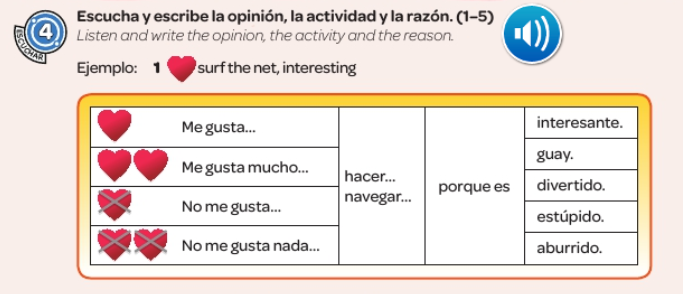 Escucha y escribe la opinión, la actividad y la razón. (1–5)
4
ESCUCHAR
Listen and write the opinion, the activity and the reason.
Ejemplo: 1 surf the net, interesting
Me gusta...
Me gusta mucho...
No me gusta...
No me gusta nada...
hacer...
navegar...
porque es
interesante.
guay.
divertido.
estúpido.
aburrido.